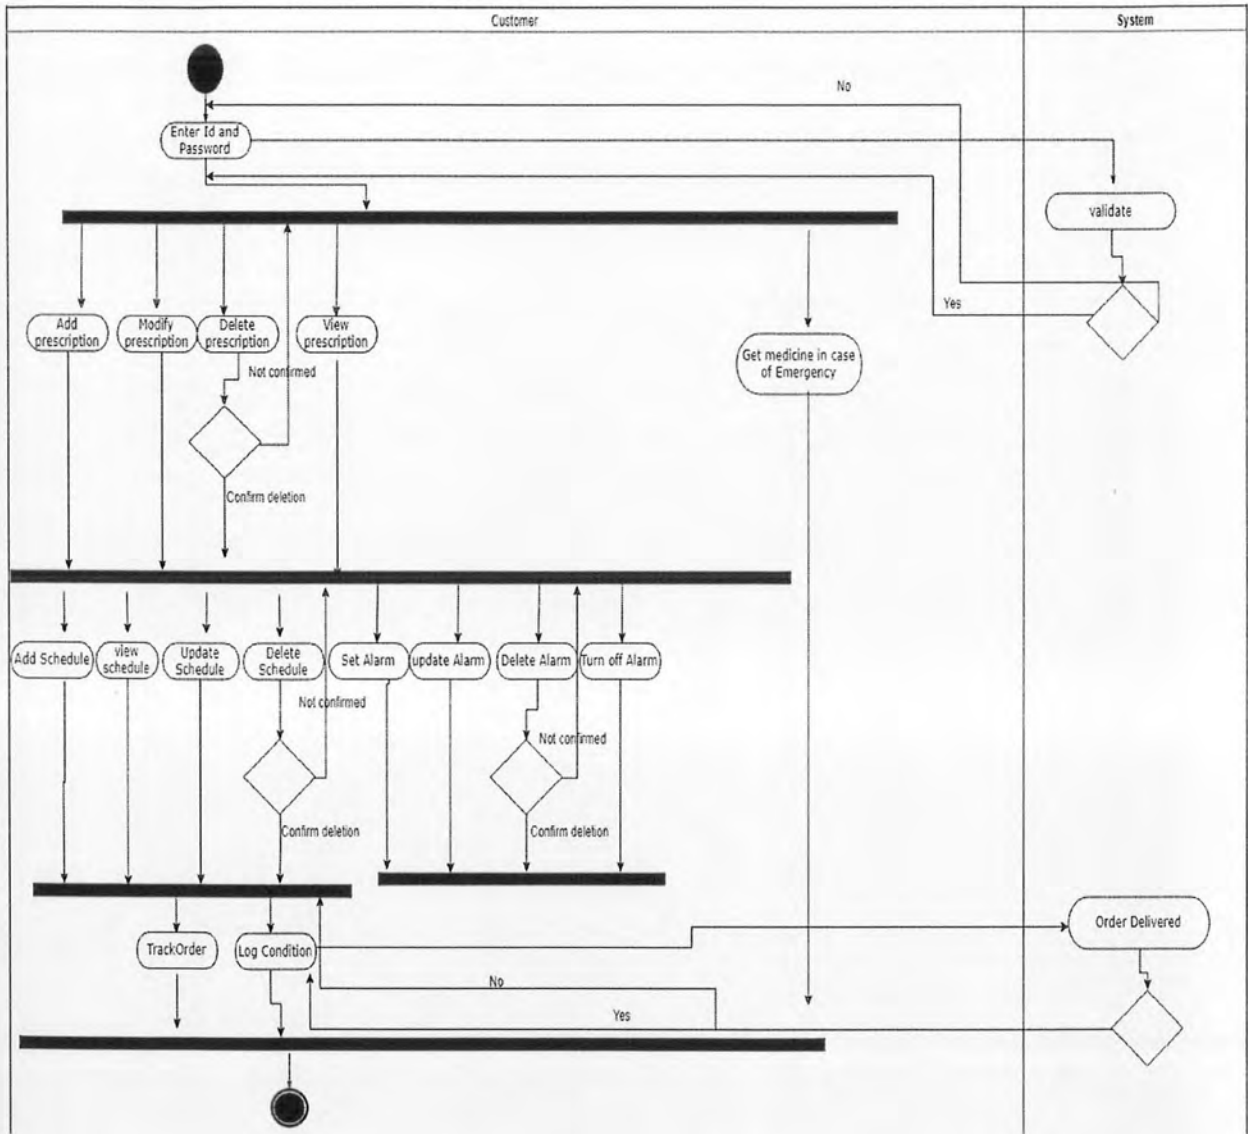 Customer
System
No
Enter Id and
Password
validate
Yes
Add
prescription
Modify
prescription
Delete
prescription
View
prescription
Get medicine in case
of Emergency
Not confirmed
Confirm deletion
Add Schedule
view
schedule
Update
Schedule
Delete
Schedule
Set Alarm
update Alarm
Delete Alarm
Turn off Alarm
Not confirmed
Not confirmed
Confirm deletion
Confirm deletion
TrackOrder
Log Condition
Order Delivered
No
Yes